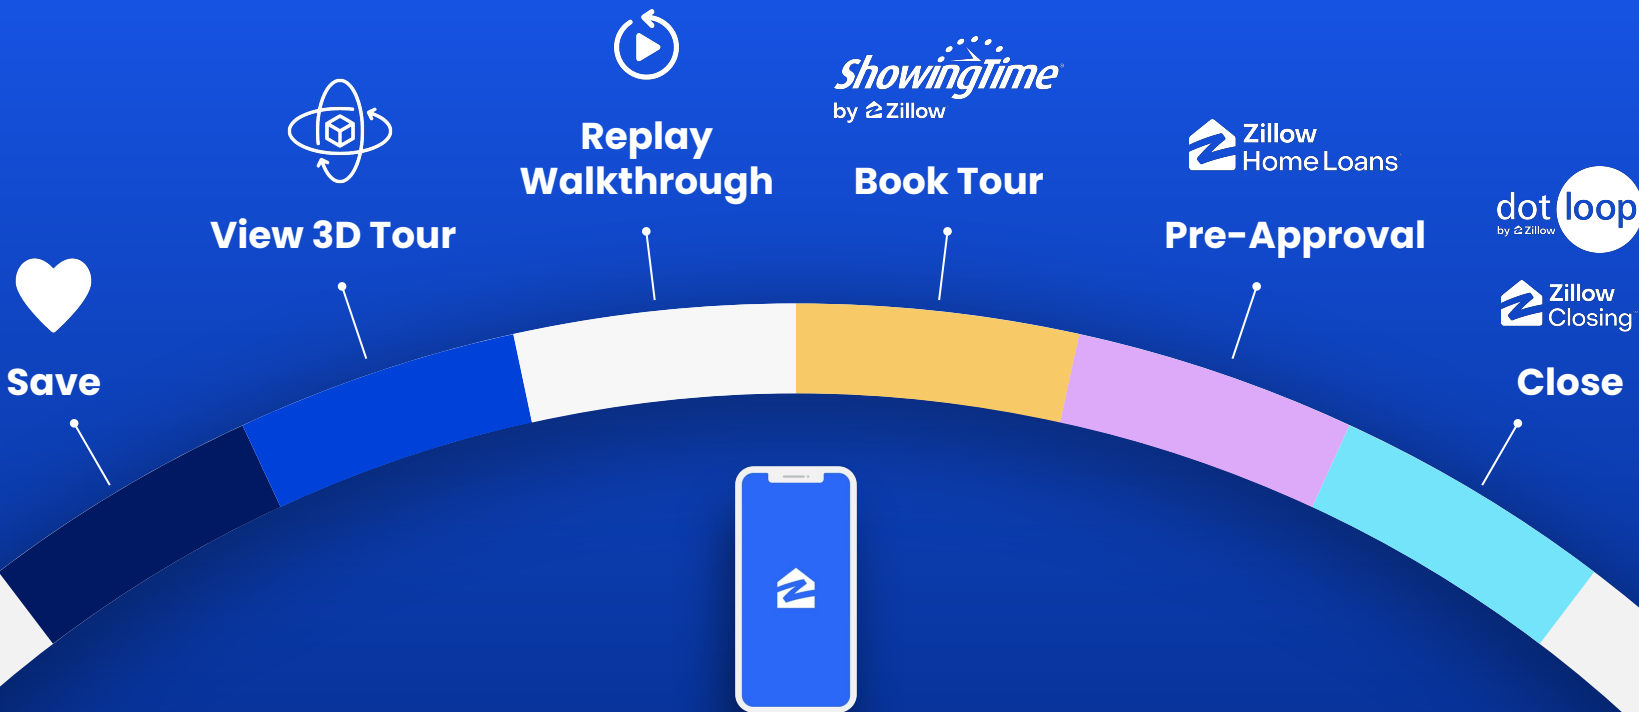 Save
View 3D Tour
Replay
Walkthrough
ShowingTime
by Zillow
Book Tour
Zillow
Home Loans
Pre-Approval
dot loop
by Zillow
Zillow
Closing
Close